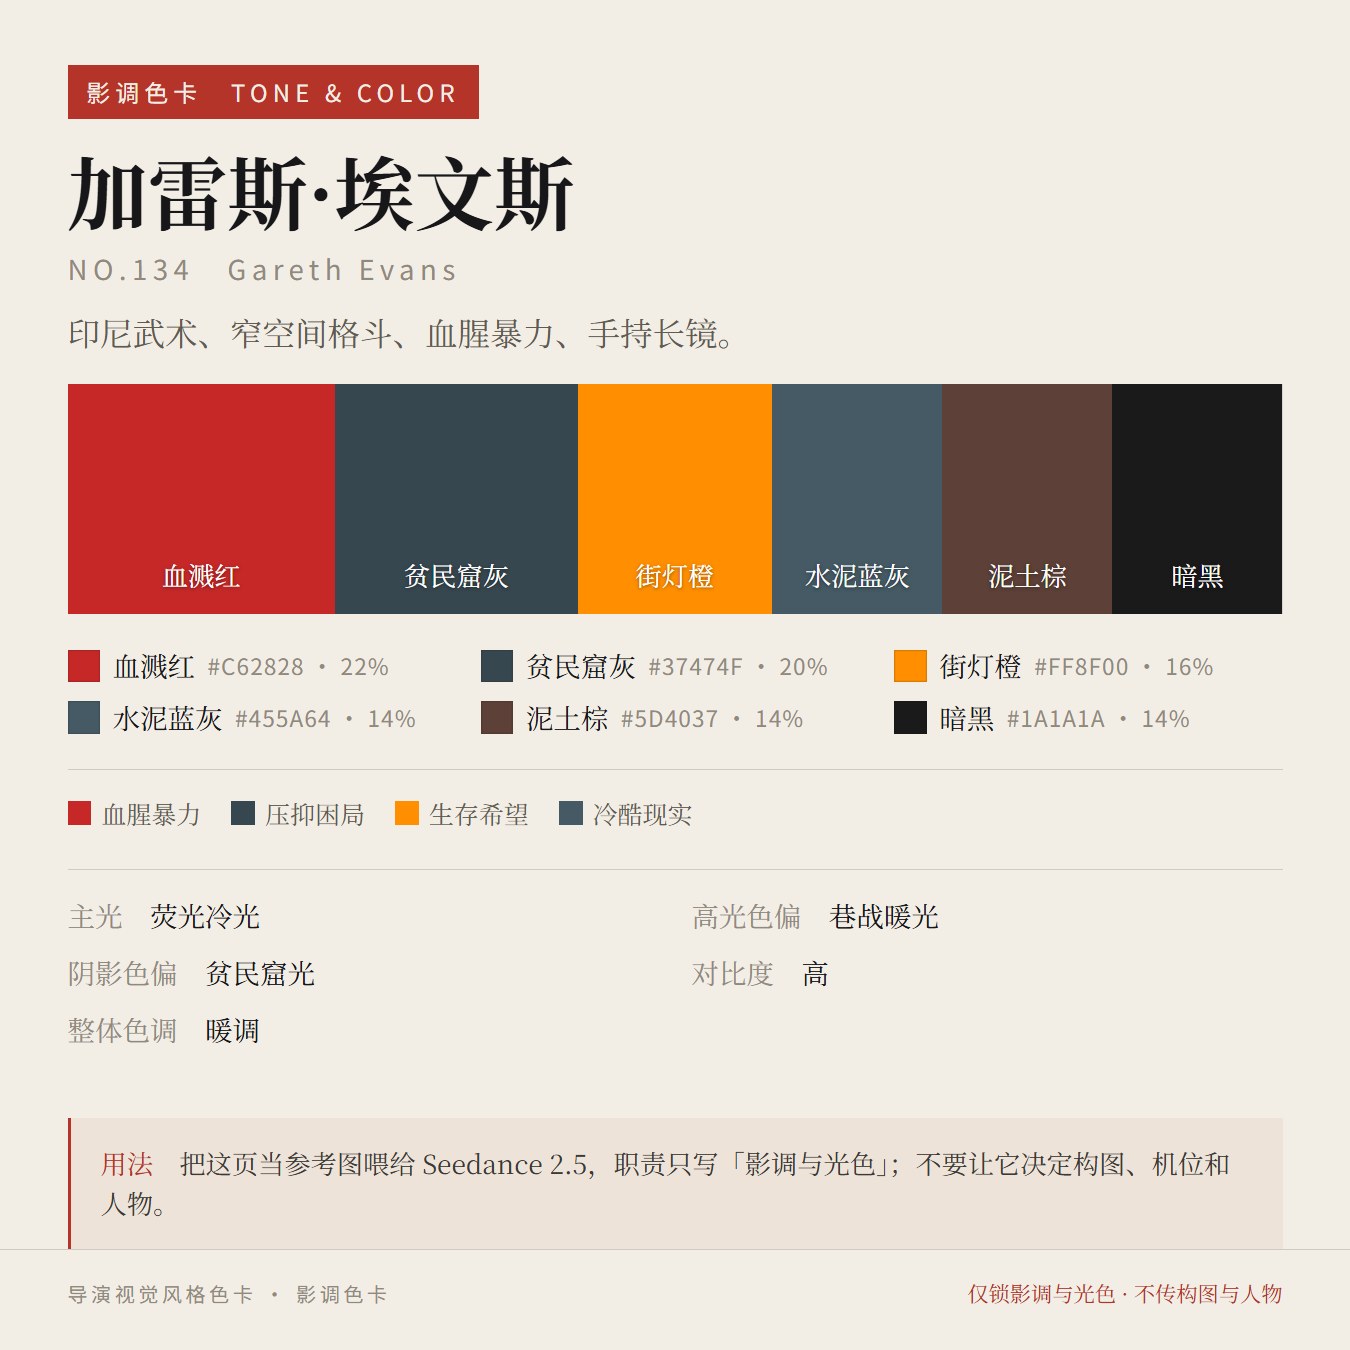 影调色卡 TONE & COLOR
加雷斯·埃文斯
NO.134 Gareth Evans
印尼武术、窄空间格斗、血腥暴力、手持长镜。
血溅红 贫民窟灰 街灯橙 水泥蓝灰 泥土棕 暗黑
血溅红 #C62828 · 22% 贫民窟灰 #37474F · 20% 街灯橙 #FF8F00 · 16%
水泥蓝灰 #455A64 · 14% 泥土棕 #5D4037 · 14% 暗黑 #1A1A1A · 14%
血腥暴力 压抑困局 生存希望 冷酷现实
主光 荧光冷光 高光色偏 巷战暖光
阴影色偏 贫民窟光 对比度 高
整体色调 暖调
用法 把这页当参考图喂给 Seedance 2.5，职责只写「影调与光色」；不要让它决定构图、机位和
人物。
导演视觉风格色卡 · 影调色卡 仅锁影调与光色 · 不传构图与人物